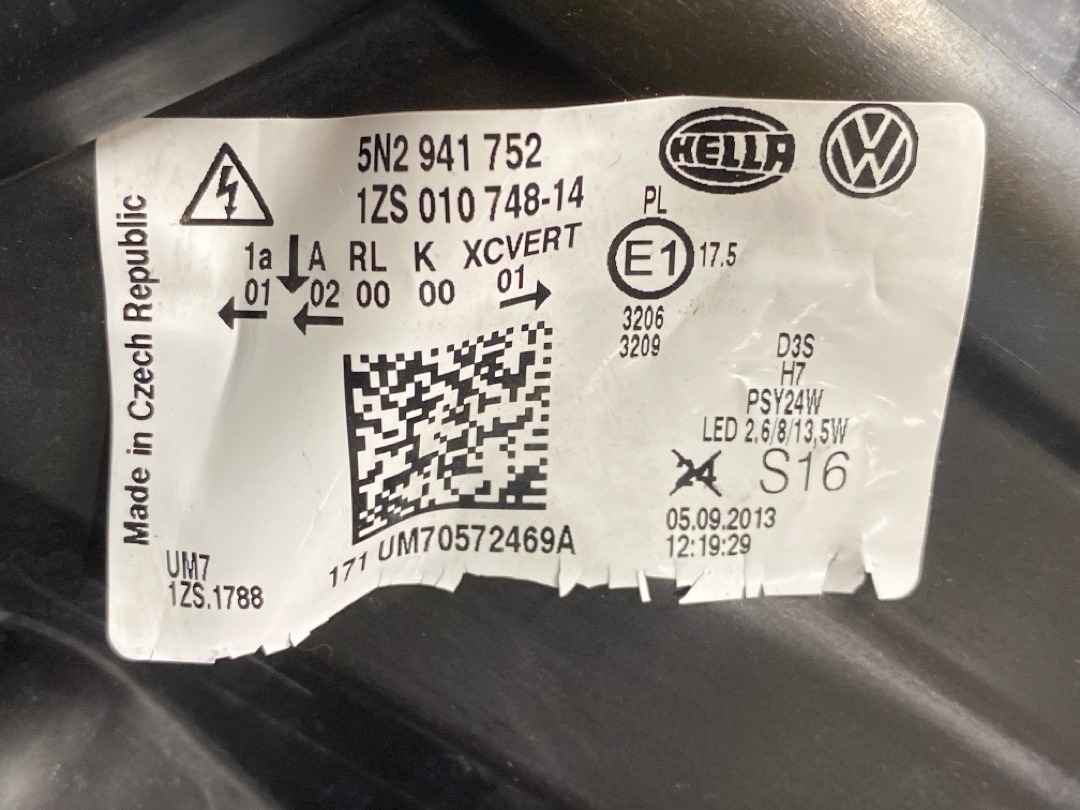 5N2 941 752
1ZS 010 748-14
HELLA
VW
PL
1a A RL K XCVERT
01 02 00 00 01
E1 17.5
3206
3209
D3S
H7
PSY24W
LED 2,6/8/13,5W
24 S16
05.09.2013
12:19:29
Made in Czech Republic
171 UM70572469A
UM7
1ZS.1788